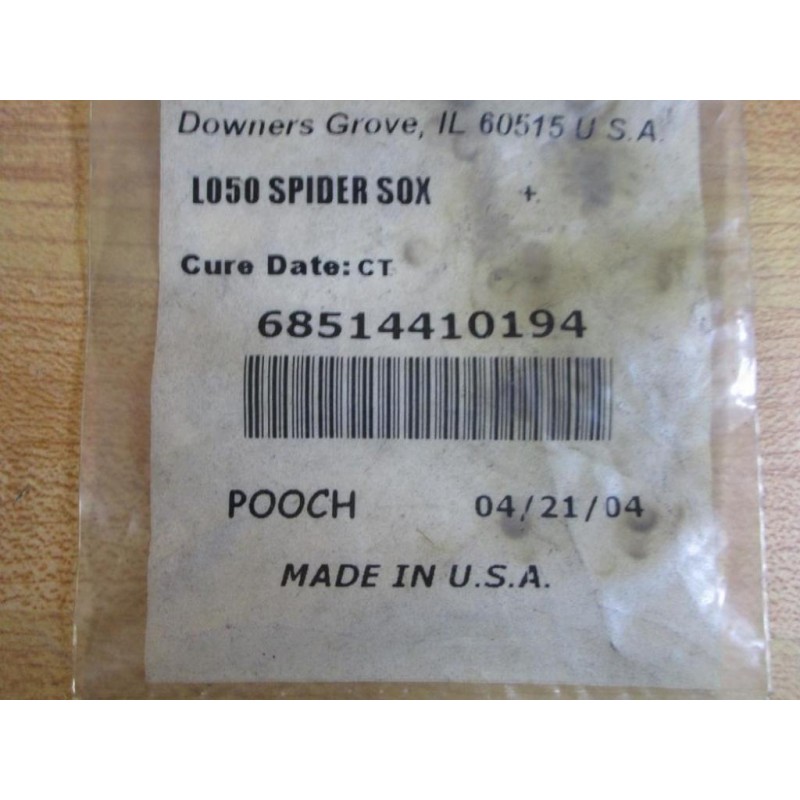 Downers Grove, IL 60515 U S.A.
L050 SPIDER SOX +
Cure Date: CT
68514410194
POOCH 04/21/04
MADE IN U.S.A.